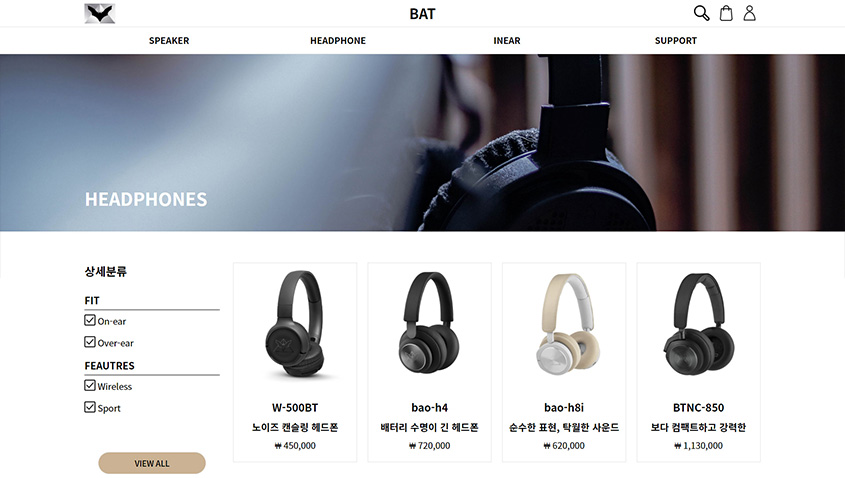 BAT
SPEAKER HEADPHONE INEAR SUPPORT
HEADPHONES
상세분류
FIT
On-ear
Over-ear
FEAUTRES
Wireless
Sport
VIEW ALL
W-500BT
노이즈 캔슬링 헤드폰
₩ 450,000
bao-h4
배터리 수명이 긴 헤드폰
₩ 720,000
bao-h8i
순수한 표현, 탁월한 사운드
₩ 620,000
BTNC-850
보다 컴팩트하고 강력한
₩ 1,130,000